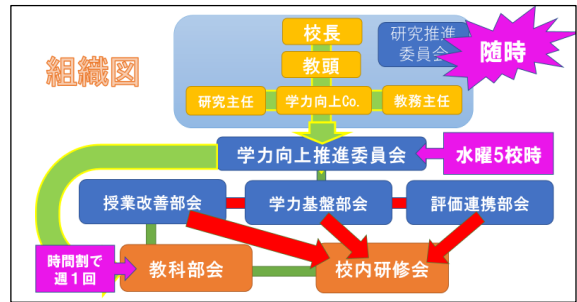 組織図
校長
教頭
研究推進
委員会
随時
研究主任
学力向上Co.
教務主任
学力向上推進委員会
水曜5校時
授業改善部会
学力基盤部会
評価連携部会
時間割で
週1回
教科部会
校内研修会